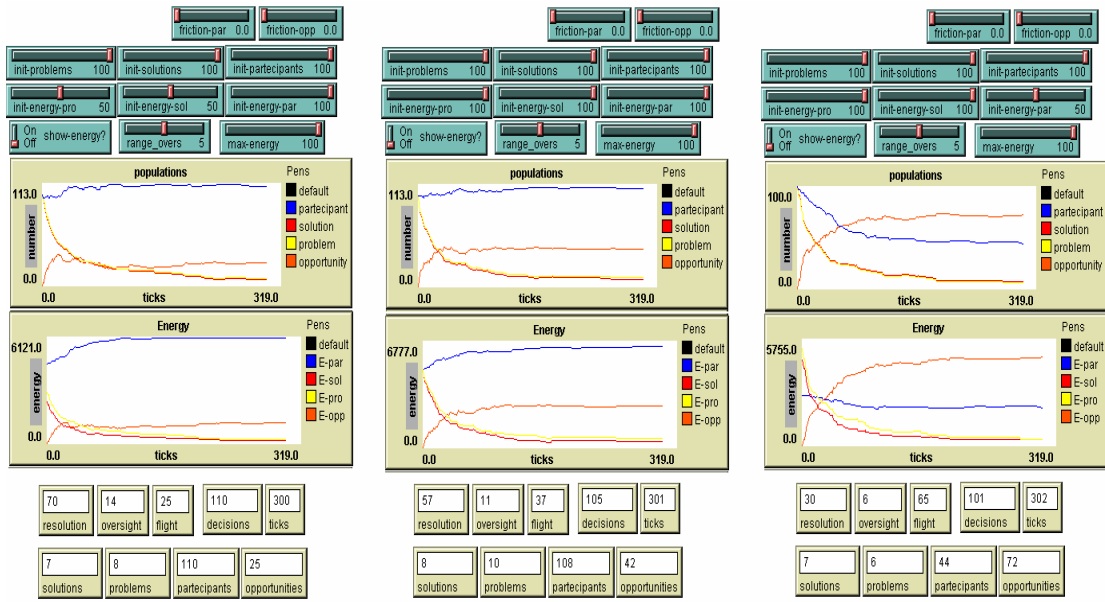 friction-par 0.0 friction-opp 0.0
init-problems 100 init-solutions 100 init-partecipants 100
init-energy-pro 50 init-energy-sol 50 init-energy-par 100
On
Off show-energy? range_overs 5 max-energy 100
populations
Pens
113.0
number
0.0
0.0 ticks 319.0
default
partecipant
solution
problem
opportunity
Energy
Pens
6121.0
energy
0.0
0.0 ticks 319.0
default
E-par
E-sol
E-pro
E-opp
70 14 25 110 300
resolution oversight flight decisions ticks
7 8 110 25
solutions problems partecipants opportunities
friction-par 0.0 friction-opp 0.0
init-problems 100 init-solutions 100 init-partecipants 100
init-energy-pro 100 init-energy-sol 100 init-energy-par 100
On
Off show-energy? range_overs 5 max-energy 100
populations
Pens
113.0
number
0.0
0.0 ticks 319.0
default
partecipant
solution
problem
opportunity
Energy
Pens
6777.0
energy
0.0
0.0 ticks 319.0
default
E-par
E-sol
E-pro
E-opp
57 11 37 105 301
resolution oversight flight decisions ticks
8 10 108 42
solutions problems partecipants opportunities
friction-par 0.0 friction-opp 0.0
init-problems 100 init-solutions 100 init-partecipants 100
init-energy-pro 100 init-energy-sol 100 init-energy-par 50
On
Off show-energy? range_overs 5 max-energy 100
populations
Pens
100.0
number
0.0
0.0 ticks 319.0
default
partecipant
solution
problem
opportunity
Energy
Pens
5755.0
energy
0.0
0.0 ticks 319.0
default
E-par
E-sol
E-pro
E-opp
30 6 65 101 302
resolution oversight flight decisions ticks
7 6 44 72
solutions problems partecipants opportunities